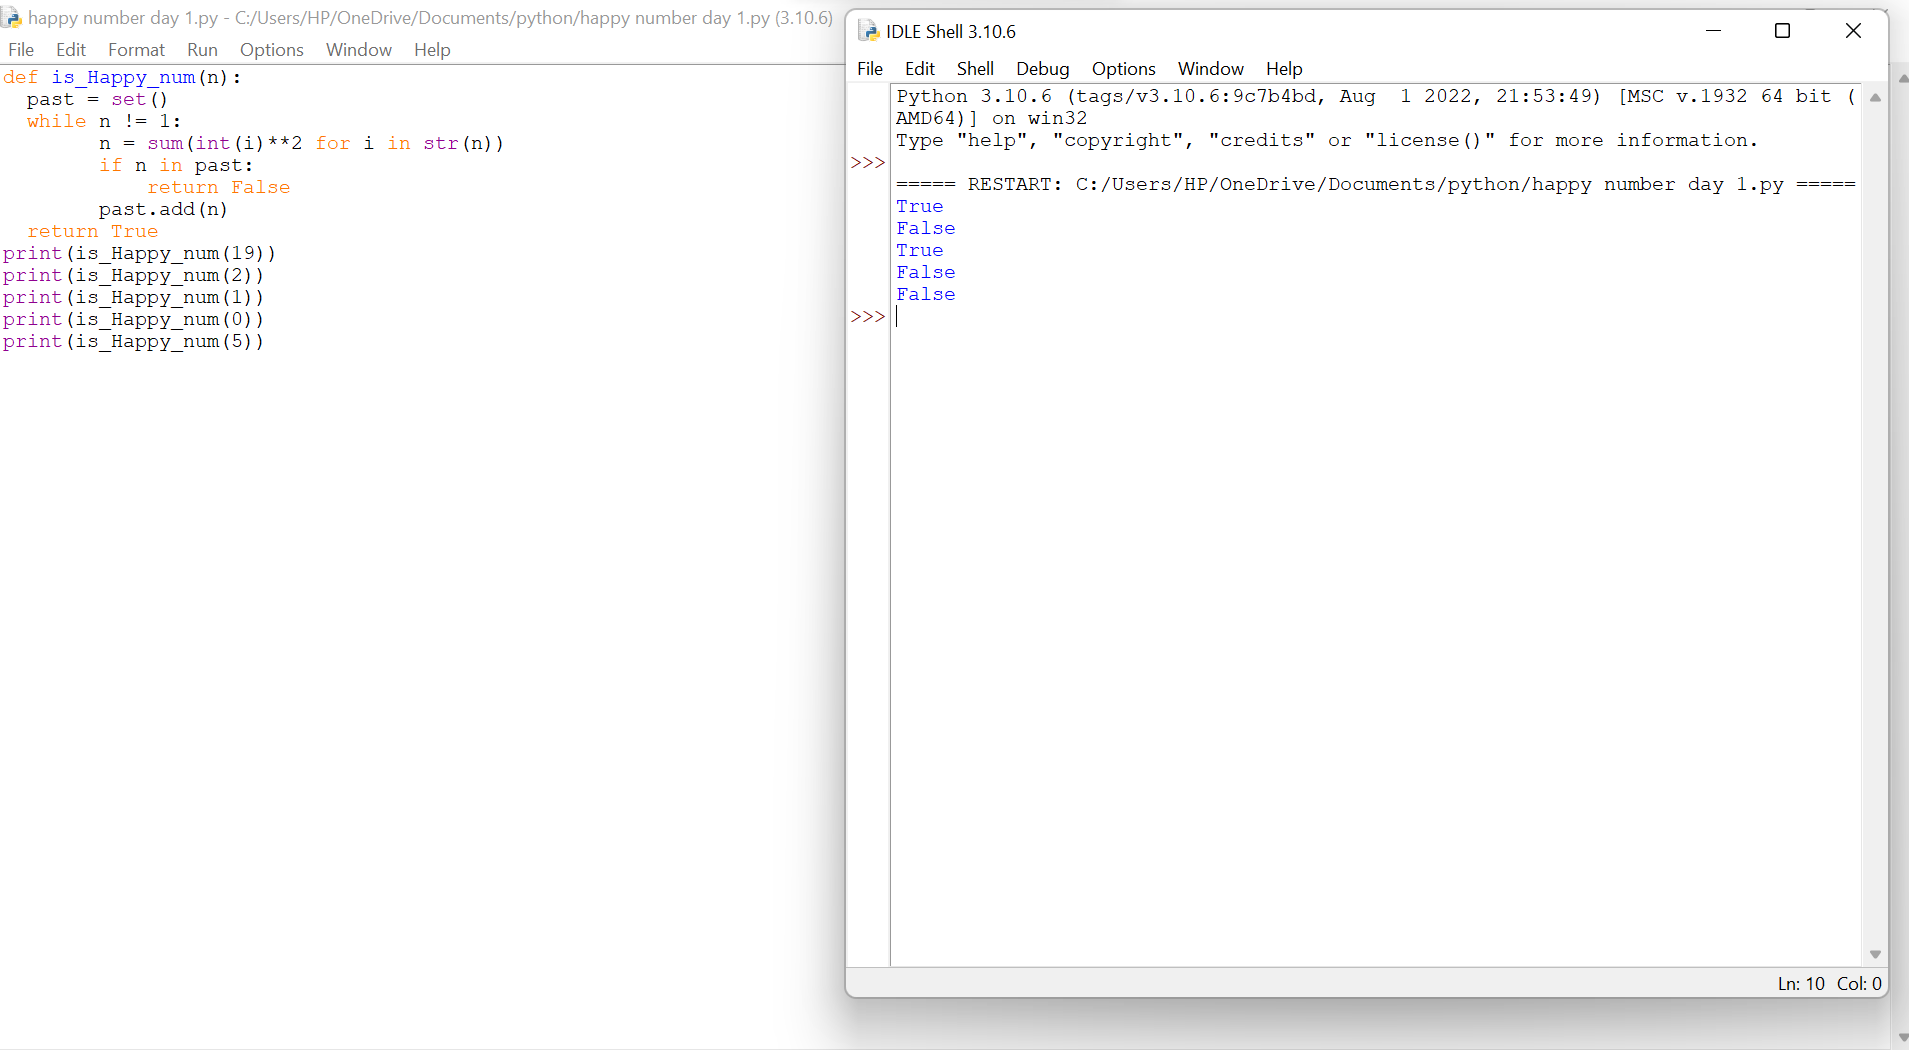 happy number day 1.py - C:/Users/HP/OneDrive/Documents/python/happy number day 1.py (3.10.6)
File Edit Format Run Options Window Help
def is_Happy_num(n):
  past = set()
  while n != 1:
        n = sum(int(i)**2 for i in str(n))
        if n in past:
            return False
        past.add(n)
  return True
print(is_Happy_num(19))
print(is_Happy_num(2))
print(is_Happy_num(1))
print(is_Happy_num(0))
print(is_Happy_num(5))
IDLE Shell 3.10.6
File Edit Shell Debug Options Window Help
Python 3.10.6 (tags/v3.10.6:9c7b4bd, Aug  1 2022, 21:53:49) [MSC v.1932 64 bit (
AMD64)] on win32
Type "help", "copyright", "credits" or "license()" for more information.
>>>
===== RESTART: C:/Users/HP/OneDrive/Documents/python/happy number day 1.py =====
True
False
True
False
False
>>>
Ln: 10 Col: 0